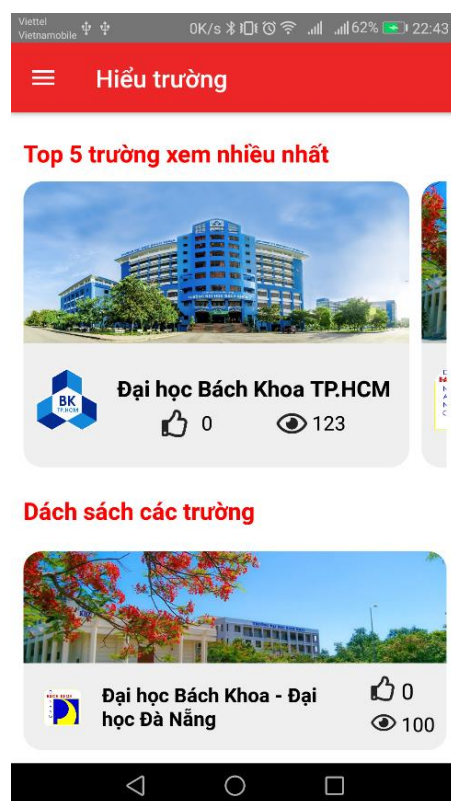 Viettel
Vietnamobile
0K/s 62% 22:43
Hiểu trường
Top 5 trường xem nhiều nhất
BK
TP.HCM
Đại học Bách Khoa TP.HCM
0 123
Dách sách các trường
BÁCH KHOA
Đại học Bách Khoa - Đại
học Đà Nẵng
0
100